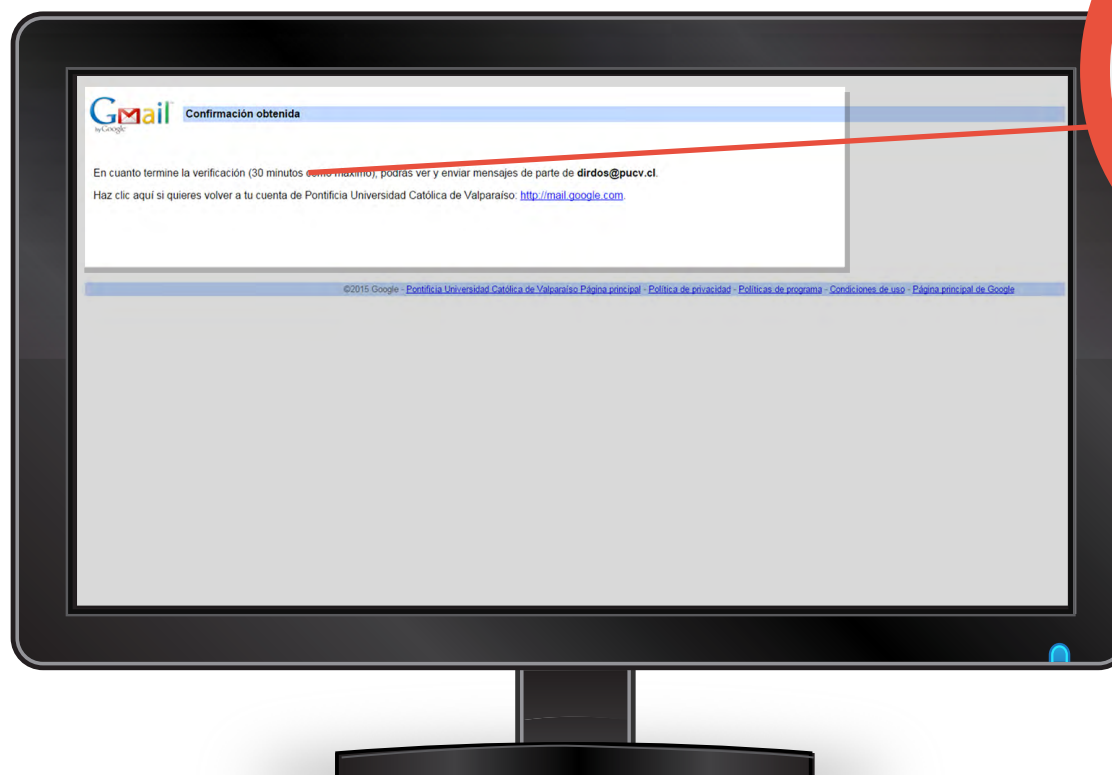 Gmail
by Google
Confirmación obtenida
En cuanto termine la verificación (30 minutos como máximo), podrás ver y enviar mensajes de parte de dirdos@pucv.cl.
Haz clic aquí si quieres volver a tu cuenta de Pontificia Universidad Católica de Valparaíso: http://mail.google.com.
©2015 Google - Pontificia Universidad Católica de Valparaíso Página principal - Política de privacidad - Políticas de programa - Condiciones de uso - Página principal de Google